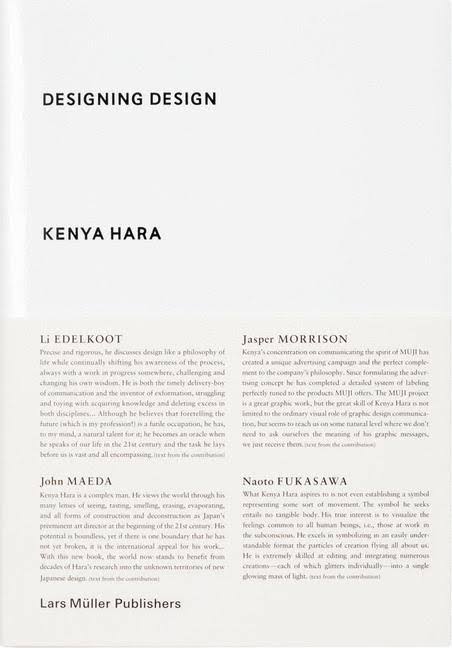 DESIGNING DESIGN
KENYA HARA
Li EDELKOOT
Precise and rigorous, he discusses design like a philosophy of
life while continually shifting his awareness of the process,
always with a work in progress somewhere, challenging and
changing his own wisdom. He is both the timely delivery-boy
of communication and the inventor of exformation, struggling
and toying with acquiring knowledge and deleting excess in
both disciplines... Although he believes that foretelling the
future (which is my profession!) is a futile occupation, he has,
to my mind, a natural talent for it; he becomes an oracle when
he speaks of our life in the 21st century and the task he lays
before us is vast and all encompassing. (text from the contribution)
Jasper MORRISON
Kenya's concentration on communicating the spirit of MUJI has
created a unique advertising campaign and the perfect comple-
ment to the company's philosophy. Since formulating the adver-
tising concept he has completed a detailed system of labeling
perfectly tuned to the products MUJI offers. The MUJI project
is a great graphic work, but the great skill of Kenya Hara is not
limited to the ordinary visual role of graphic design communica-
tion, but seems to reach us on some natural level where we don't
need to ask ourselves the meaning of his graphic messages,
we just receive them. (text from the contribution)
John MAEDA
Kenya Hara is a complex man. He views the world through his
many lenses of seeing, tasting, smelling, erasing, evaporating,
and all forms of construction and deconstruction as Japan's
preeminent art director at the beginning of the 21st century. His
potential is boundless, yet if there is one boundary that he has
not yet broken, it is the international appeal for his work...
With this new book, the world now stands to benefit from
decades of Hara's research into the unknown territories of new
Japanese design. (text from the contribution)
Naoto FUKASAWA
What Kenya Hara aspires to is not even establishing a symbol
representing some sort of movement. The symbol he seeks
entails no tangible body. His true interest is to visualize the
feelings common to all human beings, i.e., those at work in
the subconscious. He excels in symbolizing in an easily under-
standable format the particles of creation flying all about us.
He is extremely skilled at editing and integrating numerous
creations—each of which glitters individually—into a single
glowing mass of light. (text from the contribution)
Lars Müller Publishers